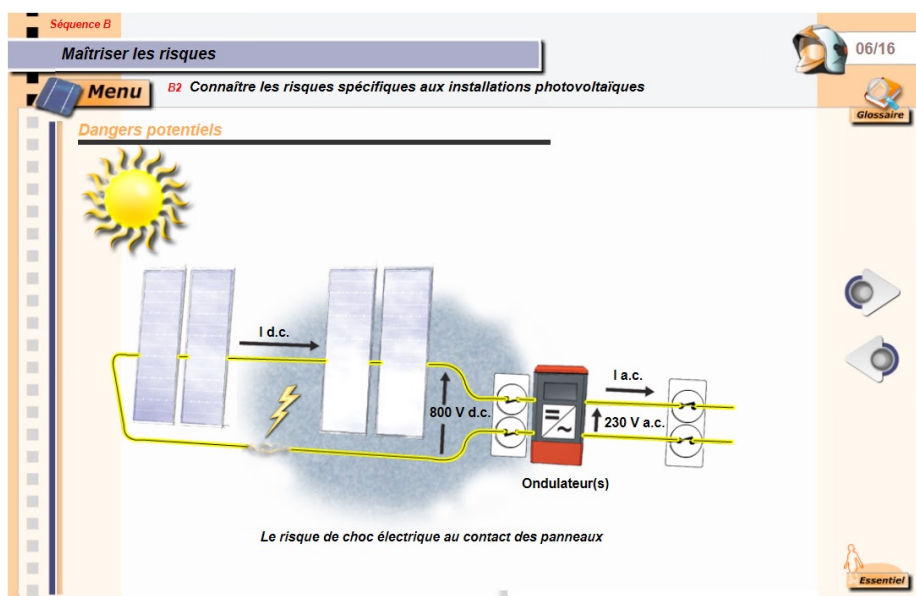 Séquence B
Maîtriser les risques
06/16
Menu
B2 Connaître les risques spécifiques aux installations photovoltaïques
Glossaire
Dangers potentiels
I d.c.
I a.c.
800 V d.c.
230 V a.c.
Ondulateur(s)
Le risque de choc électrique au contact des panneaux
Essentiel